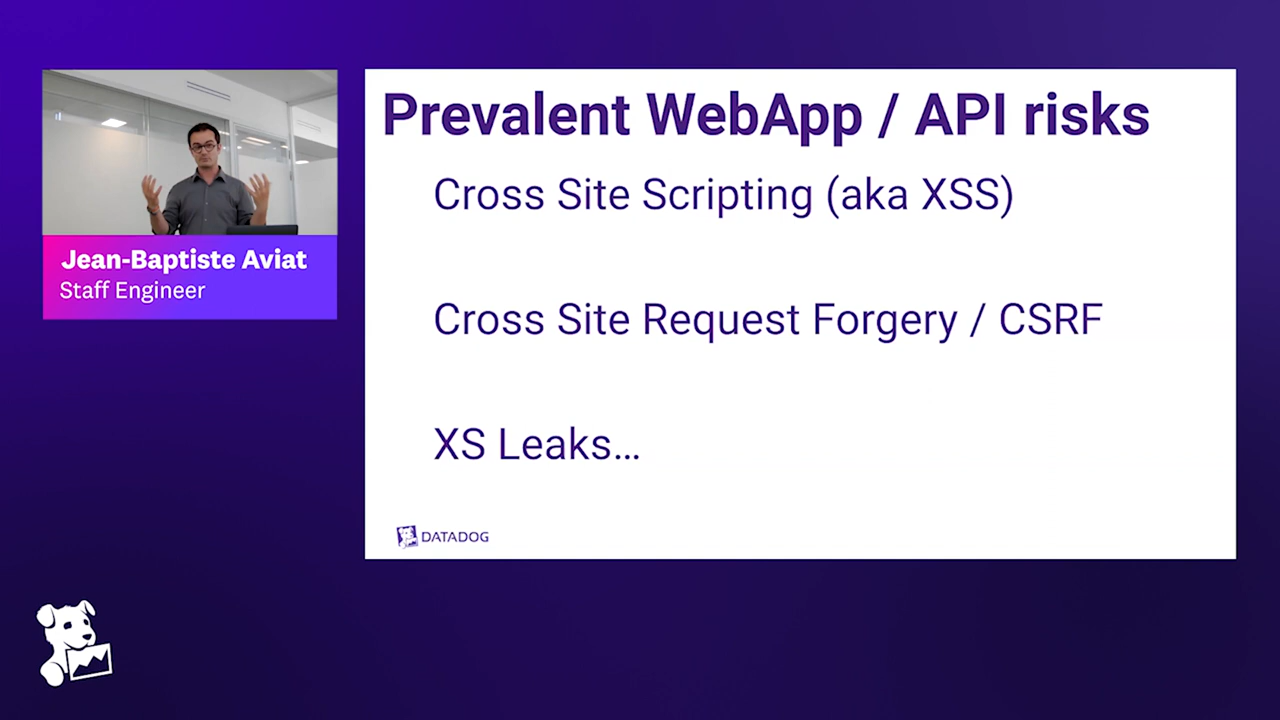 Prevalent WebApp / API risks
Cross Site Scripting (aka XSS)
Cross Site Request Forgery / CSRF
XS Leaks…
DATADOG
Jean-Baptiste Aviat
Staff Engineer